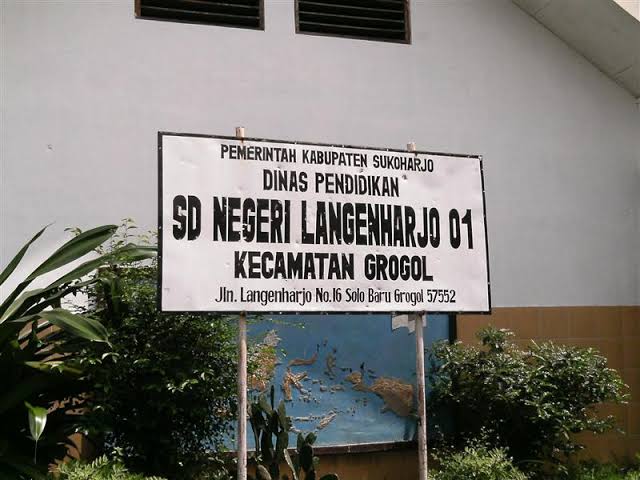 PEMERINTAH KABUPATEN SUKOHARJO
DINAS PENDIDIKAN
SD NEGERI LANGENHARJO 01
KECAMATAN GROGOL
Jln. Langenharjo No.16 Solo Baru Grogol 57552